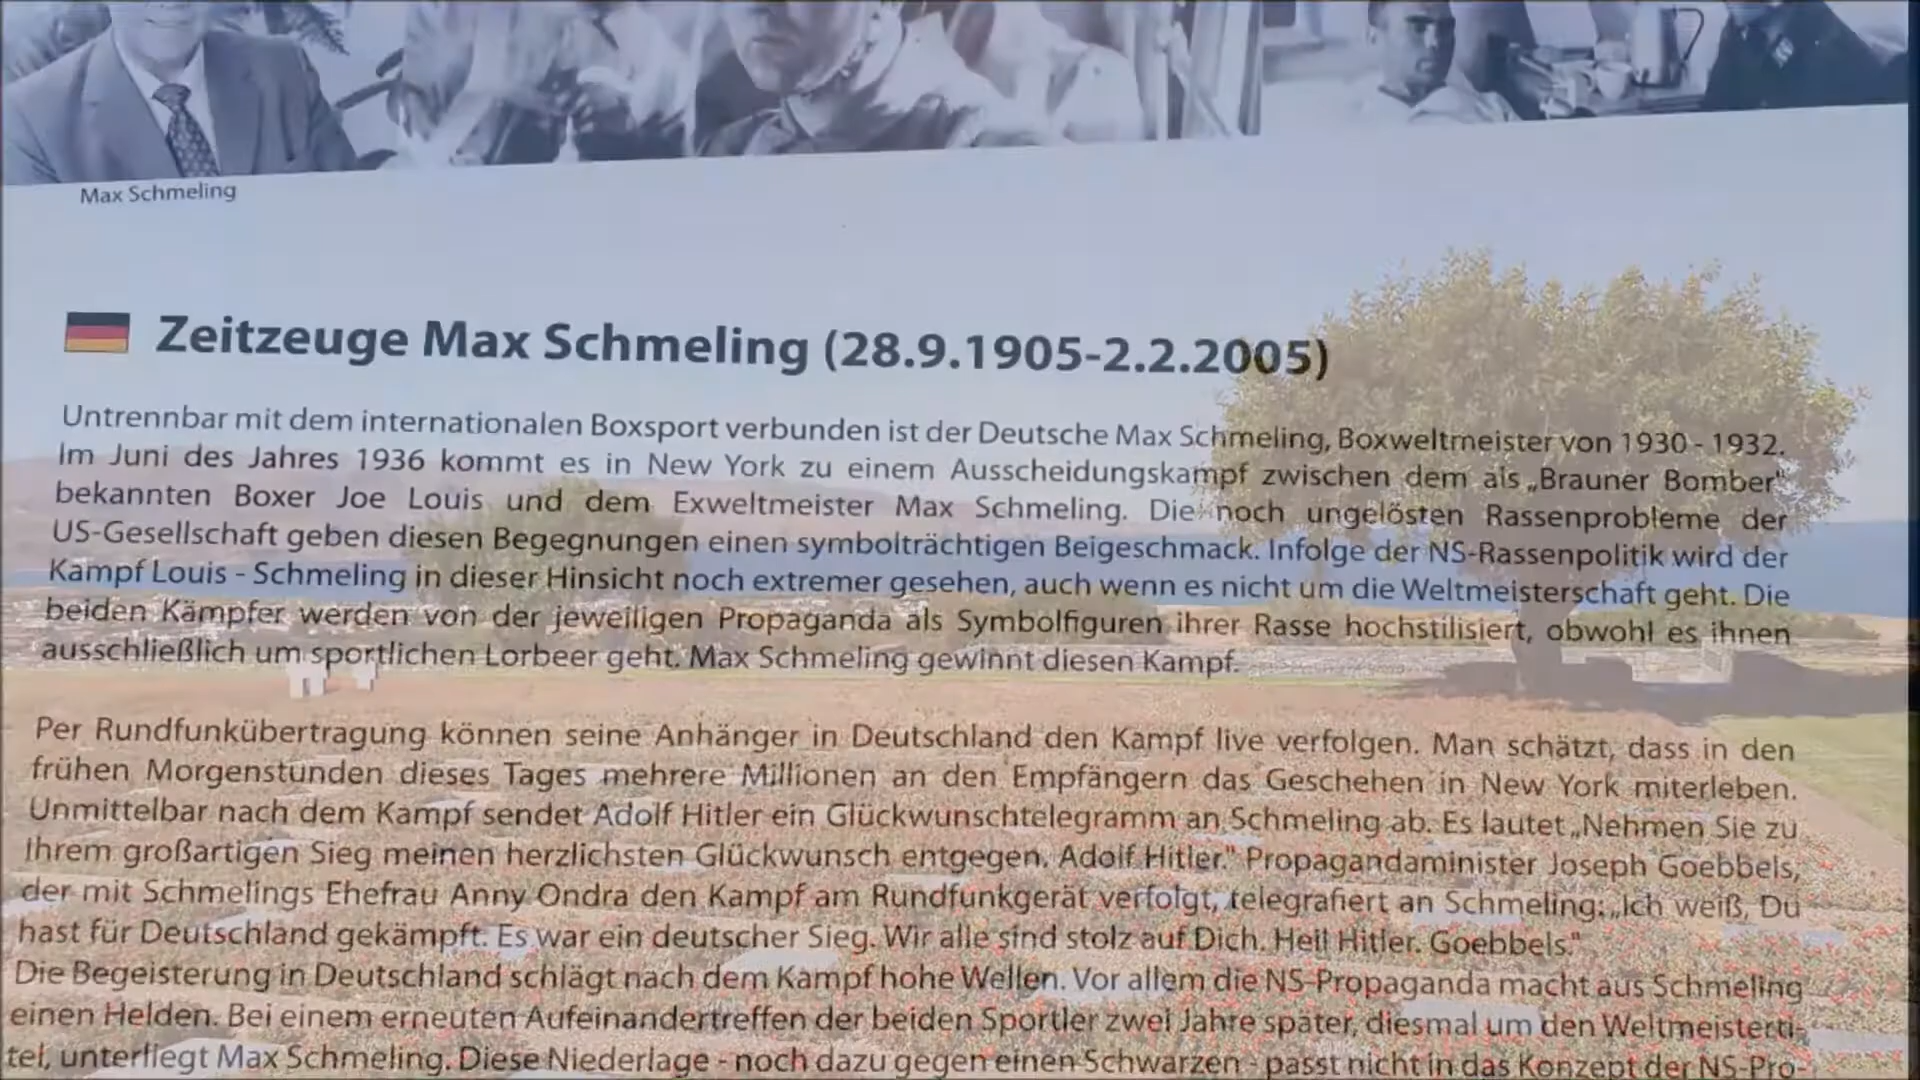 Max Schmeling
Zeitzeuge Max Schmeling (28.9.1905-2.2.2005)
Untrennbar mit dem internationalen Boxsport verbunden ist der Deutsche Max Schmeling, Boxweltmeister von 1930 - 1932.
Im Juni des Jahres 1936 kommt es in New York zu einem Ausscheidungskampf zwischen dem als „Brauner Bomber"
bekannten Boxer Joe Louis und dem Exweltmeister Max Schmeling. Die noch ungelösten Rassenprobleme der
US-Gesellschaft geben diesen Begegnungen einen symbolträchtigen Beigeschmack. Infolge der NS-Rassenpolitik wird der
Kampf Louis - Schmeling in dieser Hinsicht noch extremer gesehen, auch wenn es nicht um die Weltmeisterschaft geht. Die
beiden Kämpfer werden von der jeweiligen Propaganda als Symbolfiguren ihrer Rasse hochstilisiert, obwohl es ihnen
ausschließlich um sportlichen Lorbeer geht. Max Schmeling gewinnt diesen Kampf.
Per Rundfunkübertragung können seine Anhänger in Deutschland den Kampf live verfolgen. Man schätzt, dass in den
frühen Morgenstunden dieses Tages mehrere Millionen an den Empfängern das Geschehen in New York miterleben.
Unmittelbar nach dem Kampf sendet Adolf Hitler ein Glückwunschtelegramm an Schmeling ab. Es lautet „Nehmen Sie zu
Ihrem großartigen Sieg meinen herzlichsten Glückwunsch entgegen. Adolf Hitler." Propagandaminister Joseph Goebbels,
der mit Schmelings Ehefrau Anny Ondra den Kampf am Rundfunkgerät verfolgt, telegrafiert an Schmeling: „Ich weiß, Du
hast für Deutschland gekämpft. Es war ein deutscher Sieg. Wir alle sind stolz auf Dich. Heil Hitler. Goebbels."
Die Begeisterung in Deutschland schlägt nach dem Kampf hohe Wellen. Vor allem die NS-Propaganda macht aus Schmeling
einen Helden. Bei einem erneuten Aufeinandertreffen der beiden Sportler zwei Jahre später, diesmal um den Weltmeisterti-
tel, unterliegt Max Schmeling. Diese Niederlage - noch dazu gegen einen Schwarzen - passt nicht in das Konzept der NS-Pro-